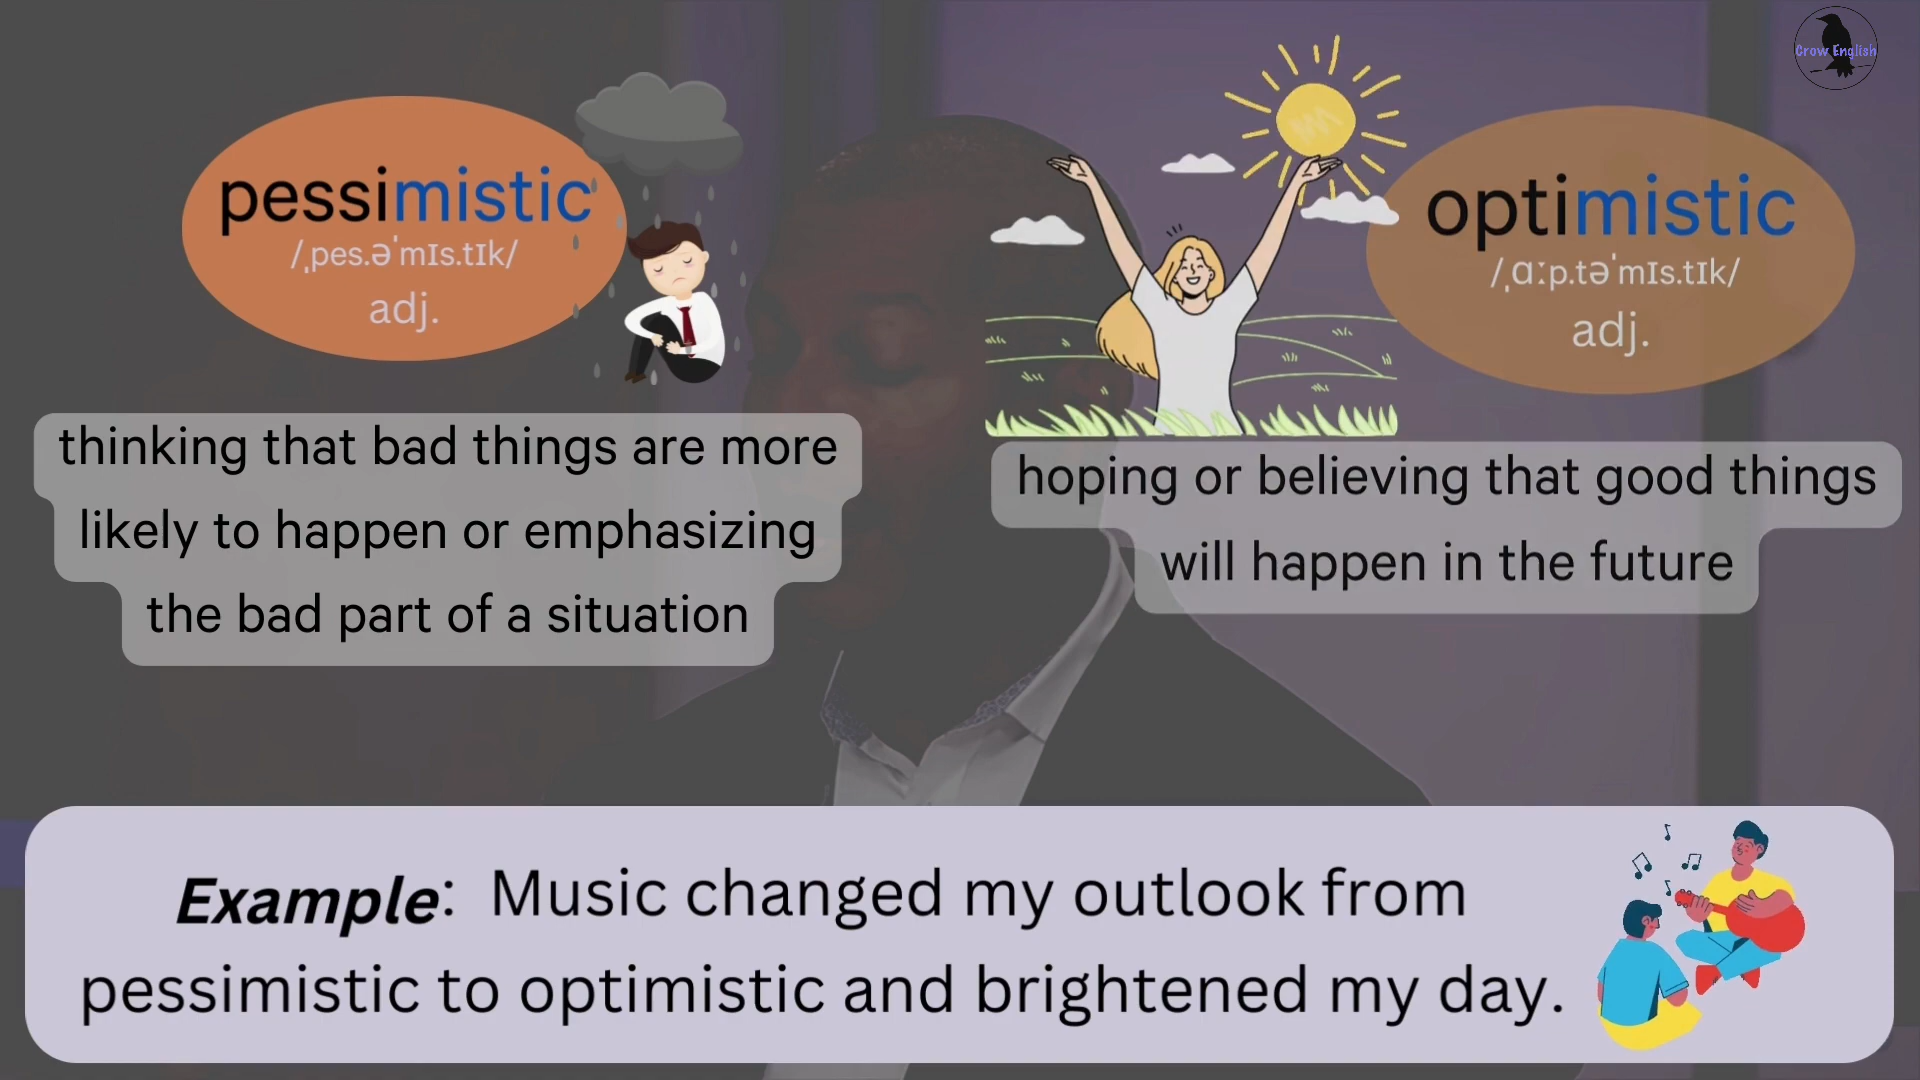 Crow English
pessimistic
/ˌpes.əˈmɪs.tɪk/
adj.
thinking that bad things are more
likely to happen or emphasizing
the bad part of a situation
optimistic
/ˌɑːp.təˈmɪs.tɪk/
adj.
hoping or believing that good things
will happen in the future
Example: Music changed my outlook from
pessimistic to optimistic and brightened my day.